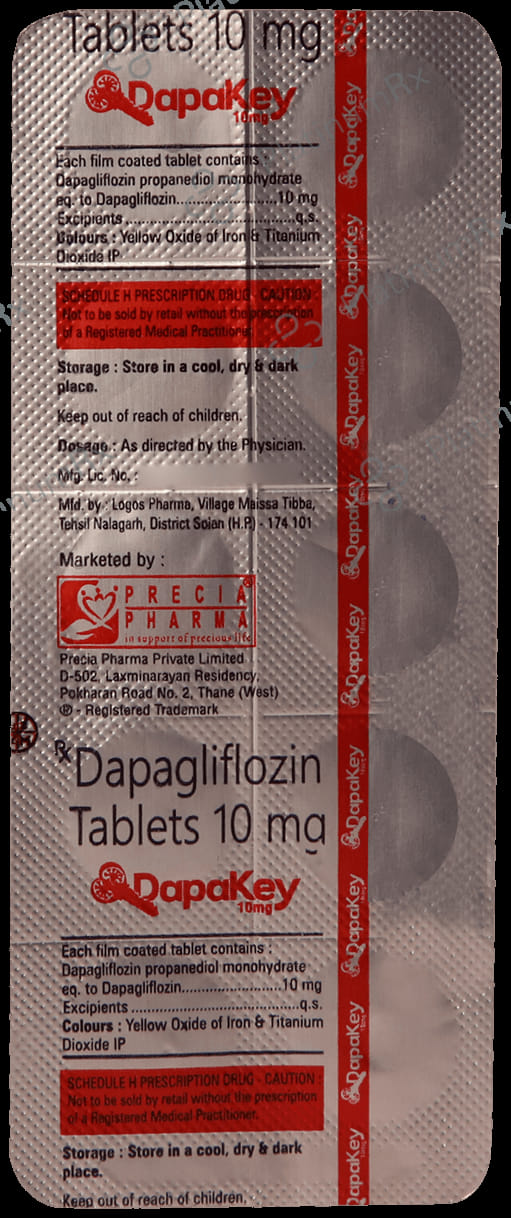 Tablets 10 mg
DapaKey
10mg
Each film coated tablet contains :
Dapagliflozin propanediol monohydrate
eq. to Dapagliflozin........................10 mg
Excipients........................................q.s.
Colours : Yellow Oxide of Iron & Titanium
Dioxide IP
SCHEDULE H PRESCRIPTION DRUG - CAUTION :
Not to be sold by retail without the prescription
of a Registered Medical Practitioner.
Storage : Store in a cool, dry & dark
place.
Keep out of reach of children.
Dosage : As directed by the Physician.
Mfg. Lic. No. :
Mfd. by : Logos Pharma, Village Maissa Tibba,
Tehsil Nalagarh, District Solan (H.P.) - 174 101
Marketed by :
PRECIA®
PHARMA
in support of precious life
Precia Pharma Private Limited
D-502, Laxminarayan Residency,
Pokharan Road No. 2, Thane (West)
® - Registered Trademark
Rx Dapagliflozin
Tablets 10 mg
DapaKey
10mg
Each film coated tablet contains :
Dapagliflozin propanediol monohydrate
eq. to Dapagliflozin........................10 mg
Excipients........................................q.s.
Colours : Yellow Oxide of Iron & Titanium
Dioxide IP
SCHEDULE H PRESCRIPTION DRUG - CAUTION :
Not to be sold by retail without the prescription
of a Registered Medical Practitioner.
Storage : Store in a cool, dry & dark
place.
Keep out of reach of children.
DapaKey
DapaKey
DapaKey
DapaKey
DapaKey
DapaKey
DapaKey
DapaKey
DapaKey